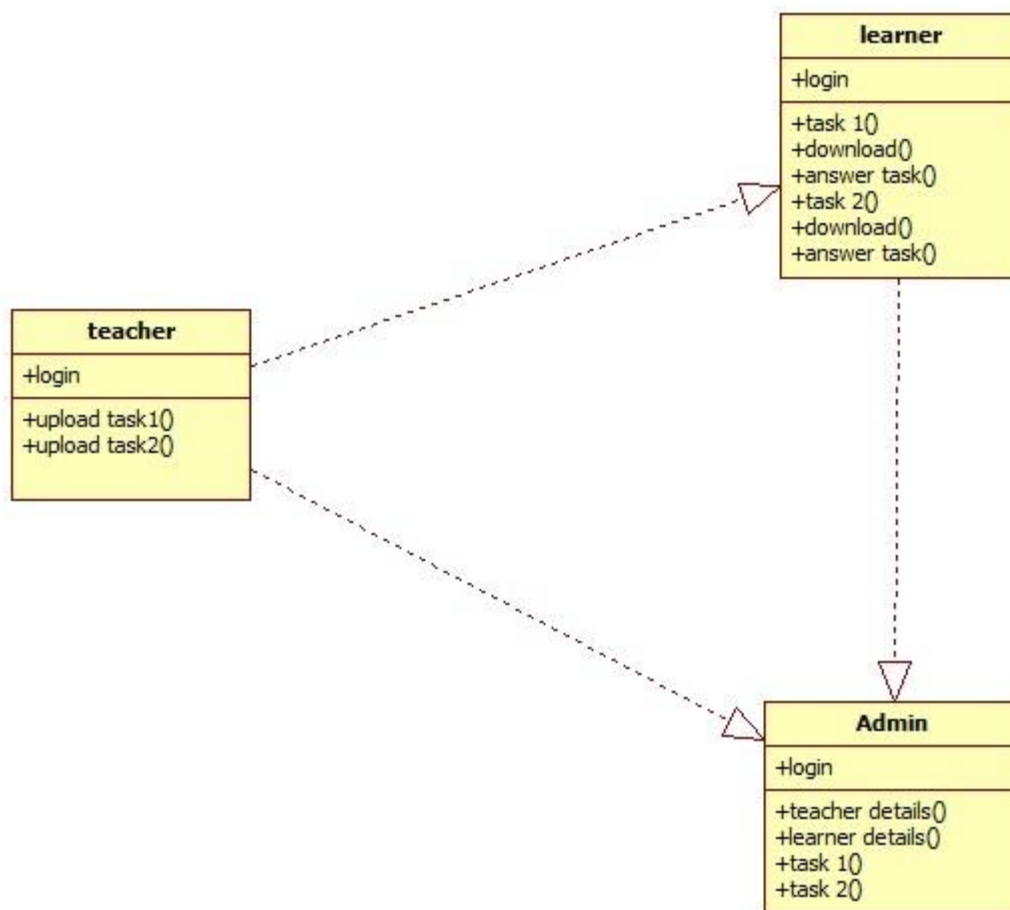 learner
+login
+task 1()
+download()
+answer task()
+task 2()
+download()
+answer task()
teacher
+login
+upload task1()
+upload task2()
Admin
+login
+teacher details()
+learner details()
+task 1()
+task 2()